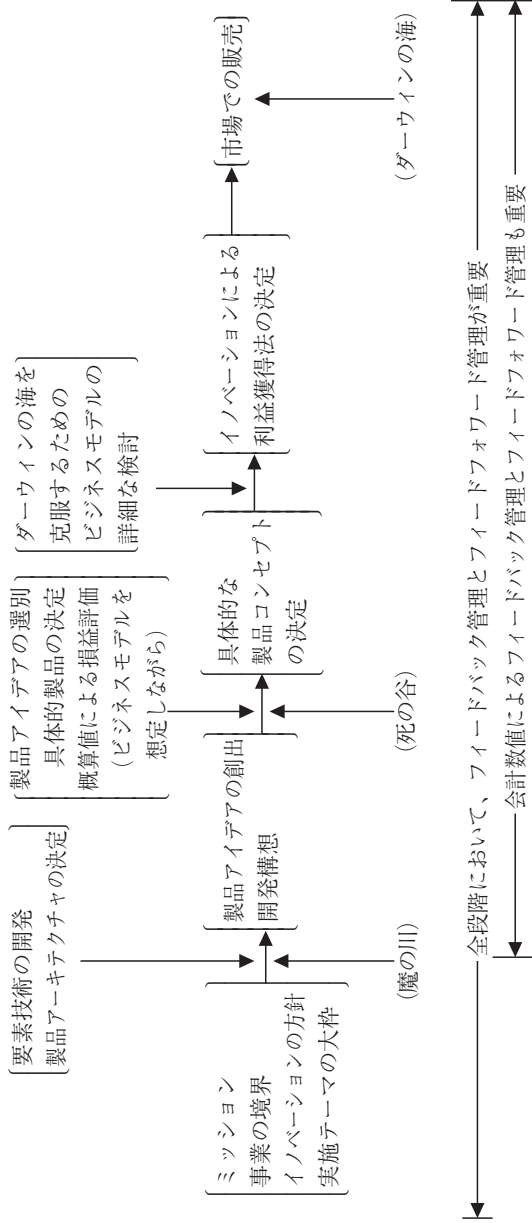 要素技術の開発
製品アーキテクチャの決定
製品アイデアの選別
具体的製品の決定
概算値による損益評価
(ビジネスモデルを
想定しながら)
ダーウィンの海を
克服するための
ビジネスモデルの
詳細な検討
ミッション
事業の境界
イノベーションの方針
実施テーマの大枠
製品アイデアの創出
開発構想
具体的な
製品コンセプト
の決定
イノベーションによる
利益獲得法の決定
市場での販売
(魔の川)
(死の谷)
(ダーウィンの海)
全段階において、フィードバック管理とフィードフォワード管理が重要
会計数値によるフィードバック管理とフィードフォワード管理も重要